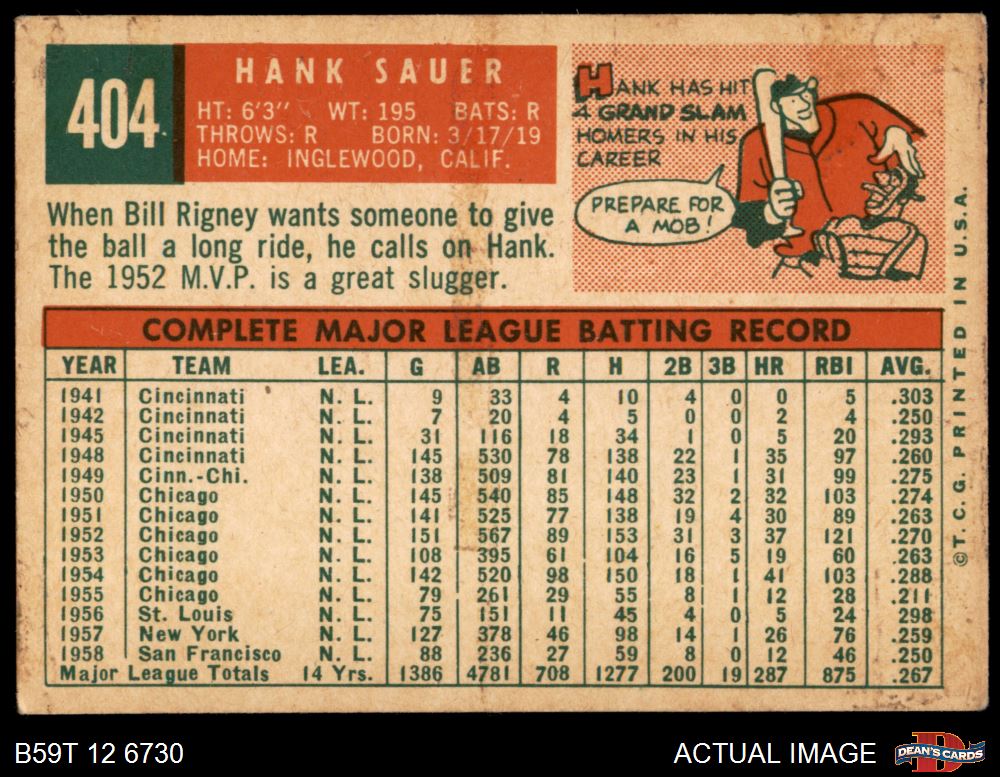 404
HANK SAUER
HT: 6'3" WT: 195 BATS: R
THROWS: R BORN: 3/17/19
HOME: INGLEWOOD, CALIF.
HANK HAS HIT
4 GRAND SLAM
HOMERS IN HIS
CAREER
PREPARE FOR
A MOB!
When Bill Rigney wants someone to give
the ball a long ride, he calls on Hank.
The 1952 M.V.P. is a great slugger.
COMPLETE MAJOR LEAGUE BATTING RECORD
YEAR TEAM LEA. G AB R H 2B 3B HR RBI AVG.
1941 Cincinnati N. L. 9 33 4 10 4 0 0 5 .303
1942 Cincinnati N. L. 7 20 4 5 0 0 2 4 .250
1945 Cincinnati N. L. 31 116 18 34 1 0 5 20 .293
1948 Cincinnati N. L. 145 530 78 138 22 1 35 97 .260
1949 Cinn.-Chi. N. L. 138 509 81 140 23 1 31 99 .275
1950 Chicago N. L. 145 540 85 148 32 2 32 103 .274
1951 Chicago N. L. 141 525 77 138 19 4 30 89 .263
1952 Chicago N. L. 151 567 89 153 31 3 37 121 .270
1953 Chicago N. L. 108 395 61 104 16 5 19 60 .263
1954 Chicago N. L. 142 520 98 150 18 1 41 103 .288
1955 Chicago N. L. 79 261 29 55 8 1 12 28 .211
1956 St. Louis N. L. 75 151 11 45 4 0 5 24 298
1957 New York N. L. 127 378 46 98 14 1 26 76 .259
1958 San Francisco N. L. 88 236 27 59 8 0 12 46 .250
Major League Totals 14 Yrs. 1386 4781 708 1277 200 19 287 875 .267
© T. C. G. PRINTED IN U.S.A.
B59T 12 6730
ACTUAL IMAGE
D
DEAN'S CARDS